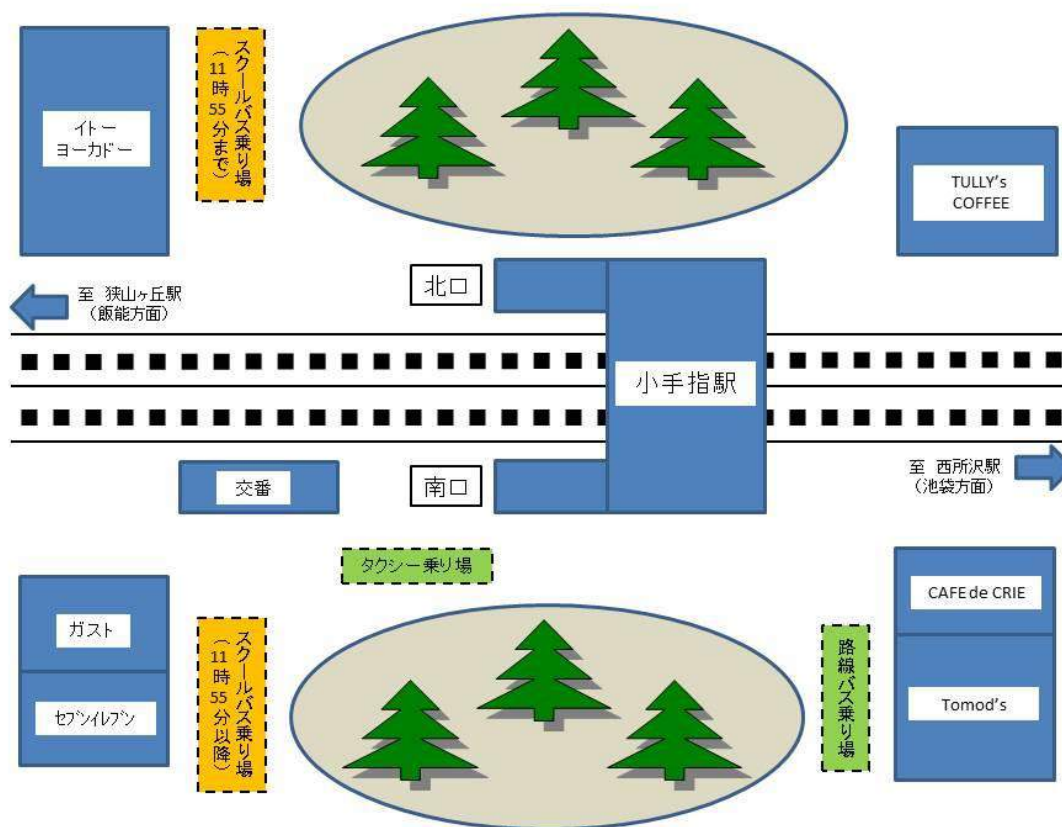 イトー
ヨーカドー
スクールバス乗り場
(11時55分まで)
TULLY's
COFFEE
北口
至 狭山ヶ丘駅
(飯能方面)
小手指駅
至 西所沢駅
(池袋方面)
交番
南口
タクシー乗り場
ガスト
セブンイレブン
スクールバス乗り場
(11時55分以降)
路線バス乗り場
CAFE de CRIE
Tomod's